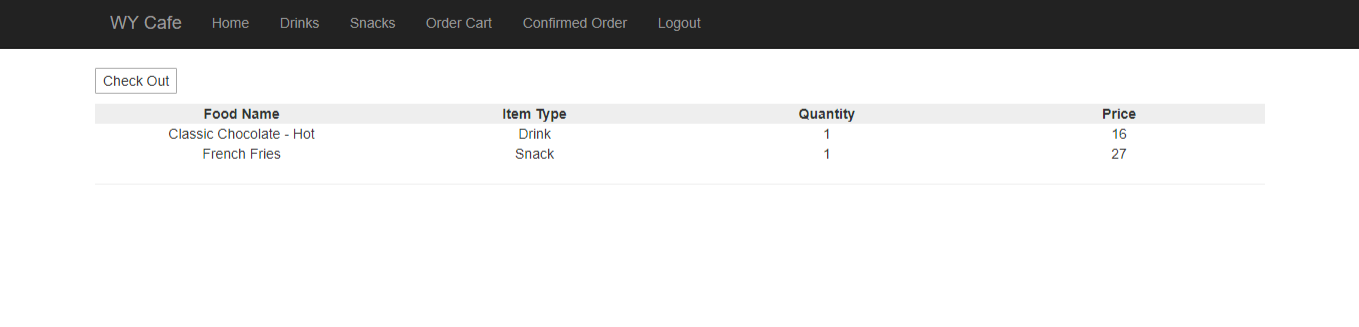 WY Cafe Home Drinks Snacks Order Cart Confirmed Order Logout
Check Out
Food Name Item Type Quantity Price
Classic Chocolate - Hot Drink 1 16
French Fries Snack 1 27